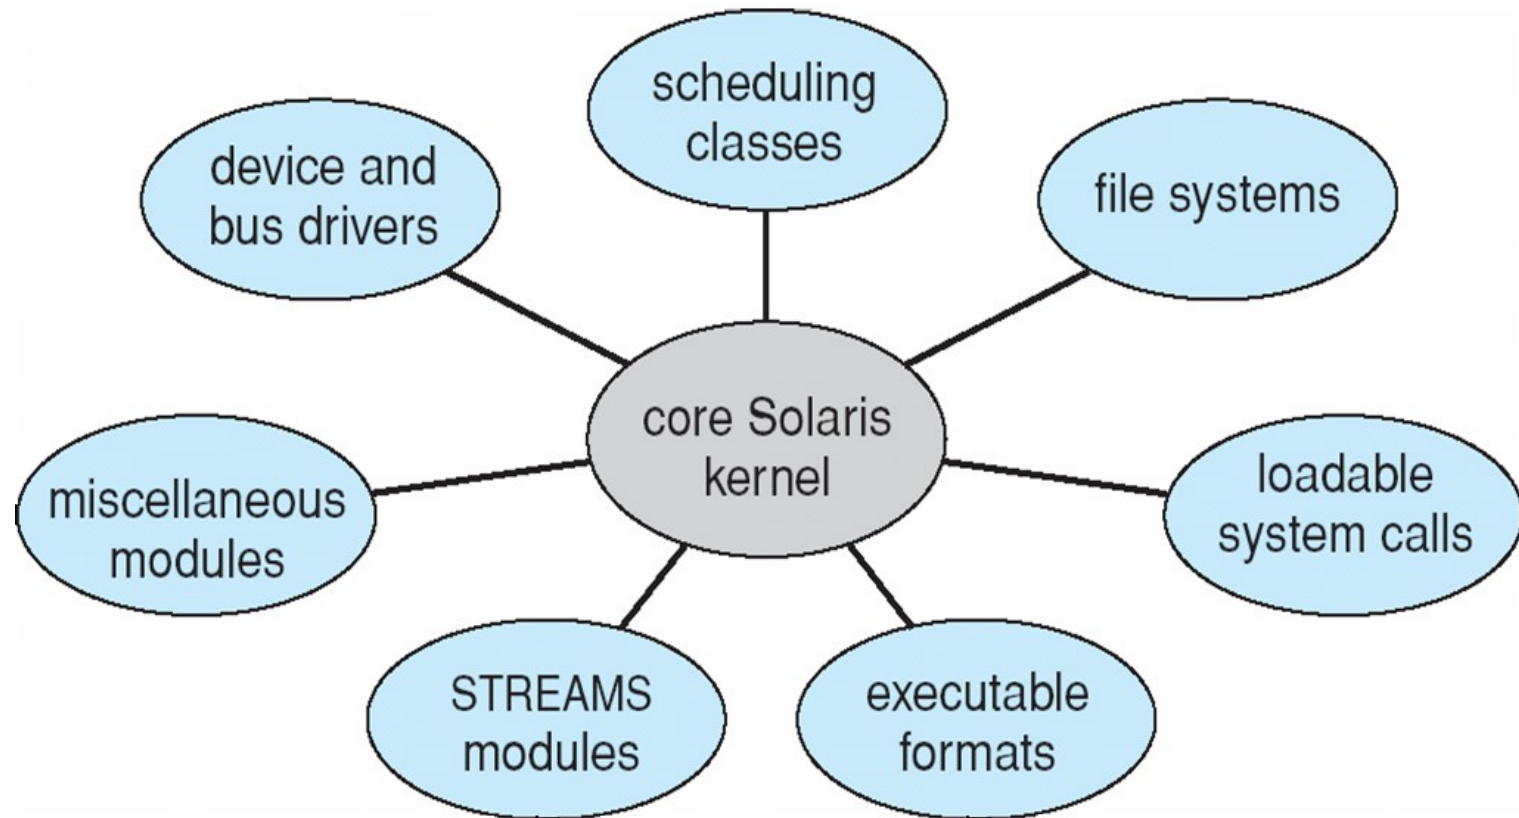 scheduling
classes
device and
bus drivers
file systems
core Solaris
kernel
miscellaneous
modules
loadable
system calls
STREAMS
modules
executable
formats